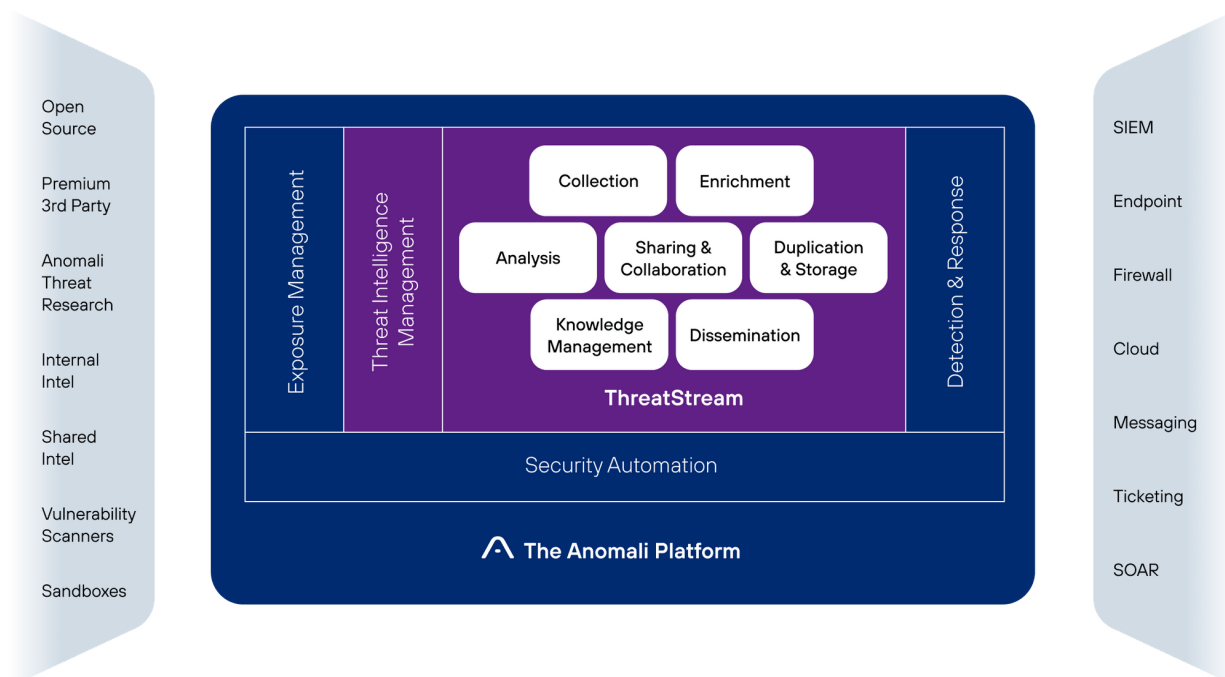 Open
Source
Premium
3rd Party
Anomali
Threat
Research
Internal
Intel
Shared
Intel
Vulnerability
Scanners
Sandboxes
Exposure Management
Threat Intelligence
Management
Collection
Enrichment
Analysis
Sharing &
Collaboration
Duplication
& Storage
Knowledge
Management
Dissemination
ThreatStream
Detection & Response
Security Automation
The Anomali Platform
SIEM
Endpoint
Firewall
Cloud
Messaging
Ticketing
SOAR